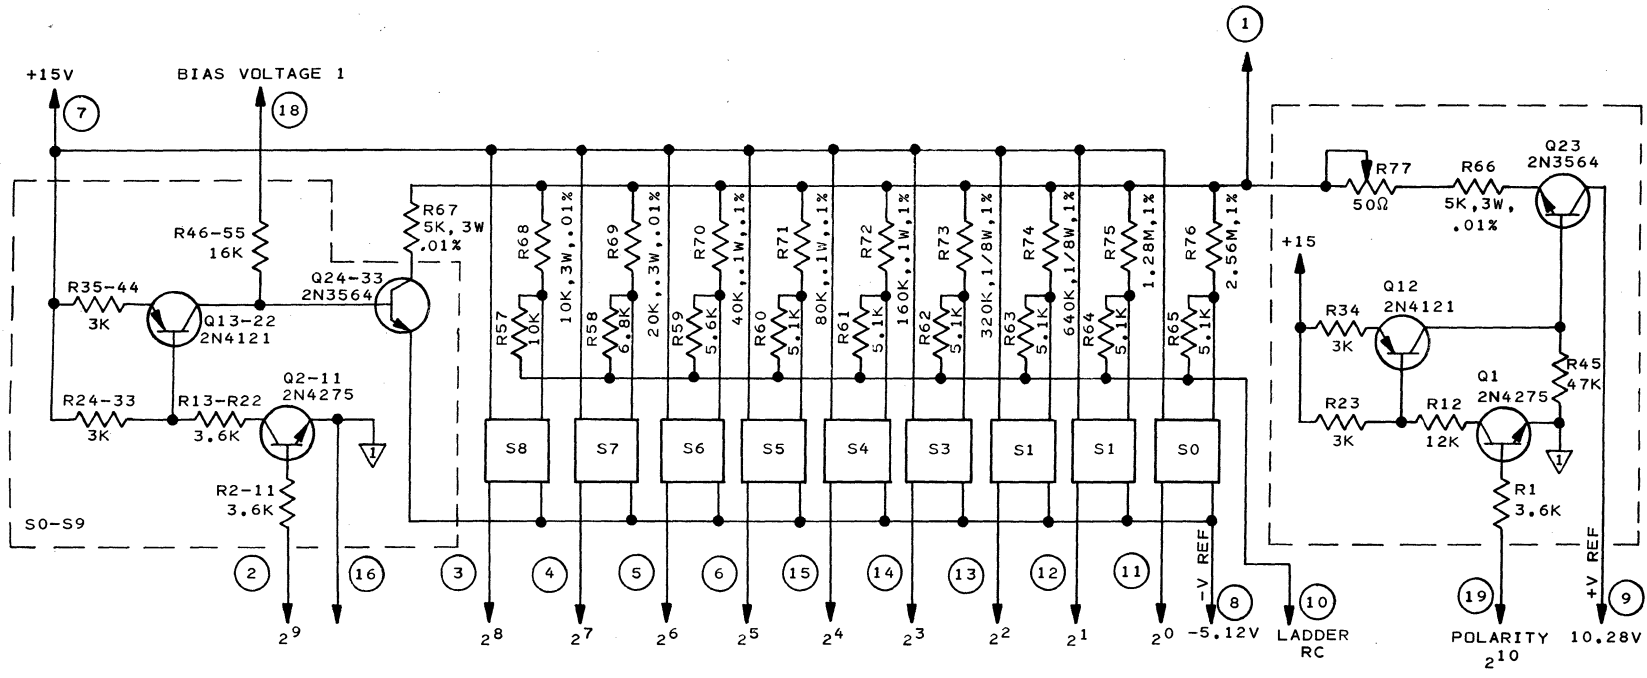 1
+15V
BIAS VOLTAGE 1
7
18
R46-55
16K
R35-44
3K
Q13-22
2N4121
Q24-33
2N3564
R67
5K, 3W
.01%
R24-33
3K
R13-R22
3.6K
Q2-11
2N4275
1
R2-11
3.6K
S0-S9
2
16
2⁹
R68
10K,.3W,.01%
R57
10K
R69
20K,.3W,.01%
R58
6.8K
R70
40K,.1W,.1%
R59
5.6K
R71
80K,.1W,.1%
R60
5.1K
R72
160K,.1W,1%
R61
5.1K
R73
320K,1/8W,1%
R62
5.1K
R74
640K,1/8W,1%
R63
5.1K
R75
1.28M,1%
R64
5.1K
R76
2.56M,1%
R65
5.1K
S8
S7
S6
S5
S4
S3
S1
S1
S0
3
4
5
6
15
14
13
12
11
-V REF
8
10
2⁸
2⁷
2⁶
2⁵
2⁴
2³
2²
2¹
2⁰
-5.12V
LADDER
RC
R77
50Ω
R66
5K,3W,
.01%
Q23
2N3564
+15
R34
3K
Q12
2N4121
R45
47K
R23
3K
R12
12K
Q1
2N4275
1
R1
3.6K
+V REF
19
9
POLARITY
2¹⁰
10.28V